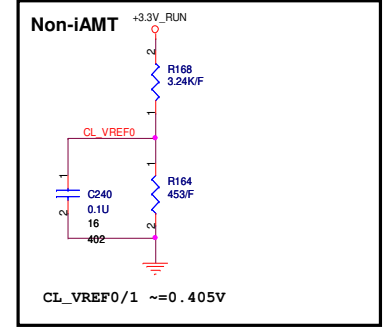 Non-iAMT
+3.3V_RUN
2
R168
3.24K/F
1
CL_VREF0
1
1
R164
453/F
C240
0.1U
2
16
2
402
CL_VREF0/1 ~=0.405V